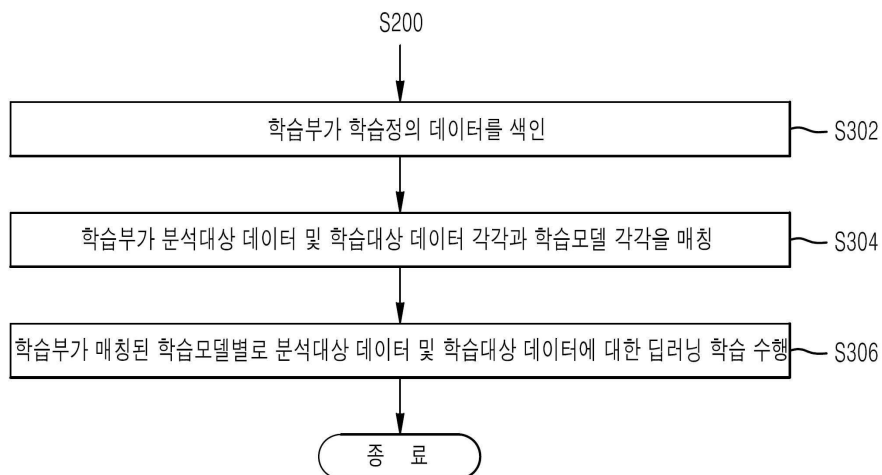 S200
학습부가 학습정의 데이터를 색인
S302
학습부가 분석대상 데이터 및 학습대상 데이터 각각과 학습모델 각각을 매칭
S304
학습부가 매칭된 학습모델별로 분석대상 데이터 및 학습대상 데이터에 대한 딥러닝 학습 수행
S306
종 료